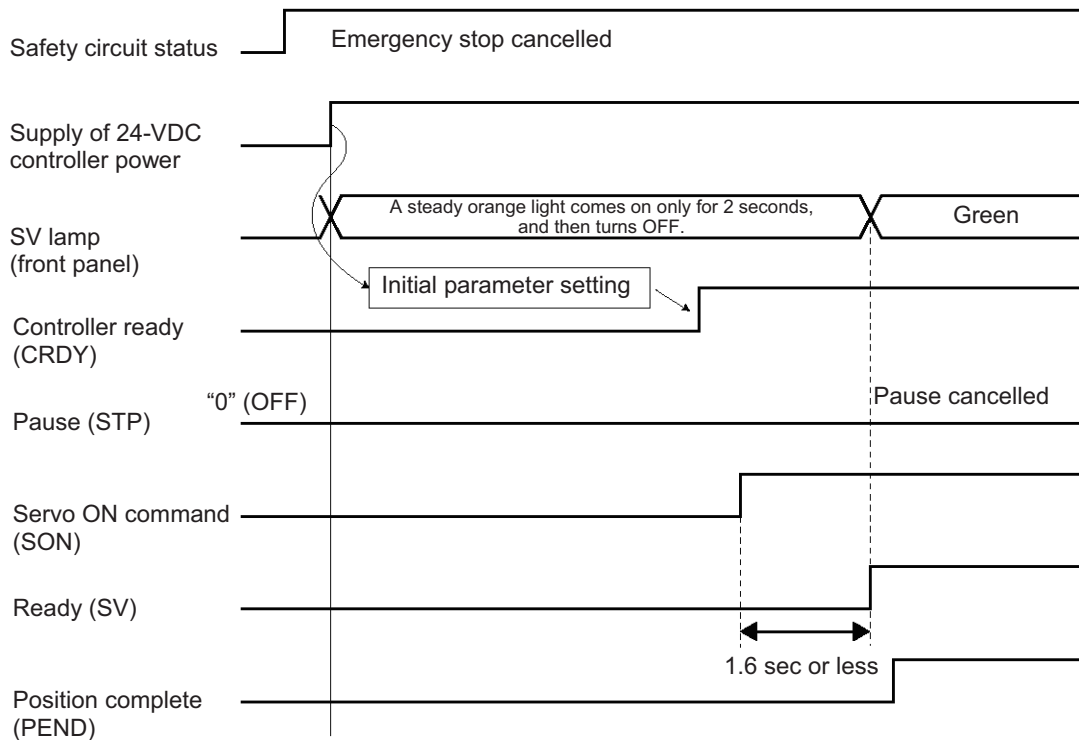 Safety circuit status
Emergency stop cancelled
Supply of 24-VDC
controller power
A steady orange light comes on only for 2 seconds,
and then turns OFF.
Green
SV lamp
(front panel)
Initial parameter setting
Controller ready
(CRDY)
“0” (OFF)
Pause cancelled
Pause (STP)
Servo ON command
(SON)
Ready (SV)
1.6 sec or less
Position complete
(PEND)